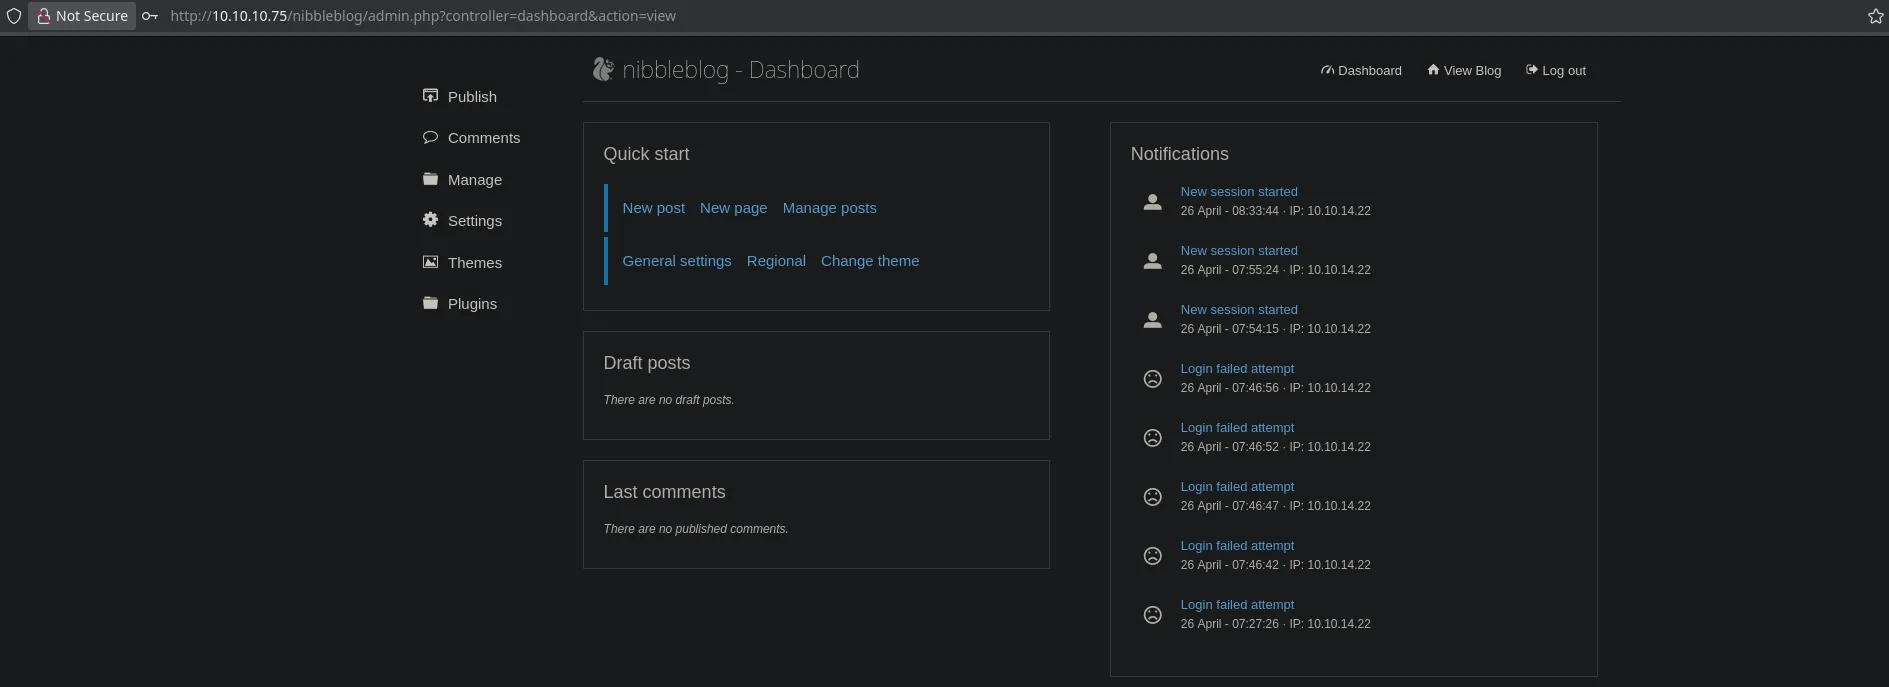 Not Secure http://10.10.10.75/nibbleblog/admin.php?controller=dashboard&action=view
nibbleblog - Dashboard
Dashboard View Blog Log out
Publish
Comments
Manage
Settings
Themes
Plugins
Quick start
New post New page Manage posts
General settings Regional Change theme
Draft posts
There are no draft posts.
Last comments
There are no published comments.
Notifications
New session started
26 April - 08:33:44 · IP: 10.10.14.22
New session started
26 April - 07:55:24 · IP: 10.10.14.22
New session started
26 April - 07:54:15 · IP: 10.10.14.22
Login failed attempt
26 April - 07:46:56 · IP: 10.10.14.22
Login failed attempt
26 April - 07:46:52 · IP: 10.10.14.22
Login failed attempt
26 April - 07:46:47 · IP: 10.10.14.22
Login failed attempt
26 April - 07:46:42 · IP: 10.10.14.22
Login failed attempt
26 April - 07:27:26 · IP: 10.10.14.22